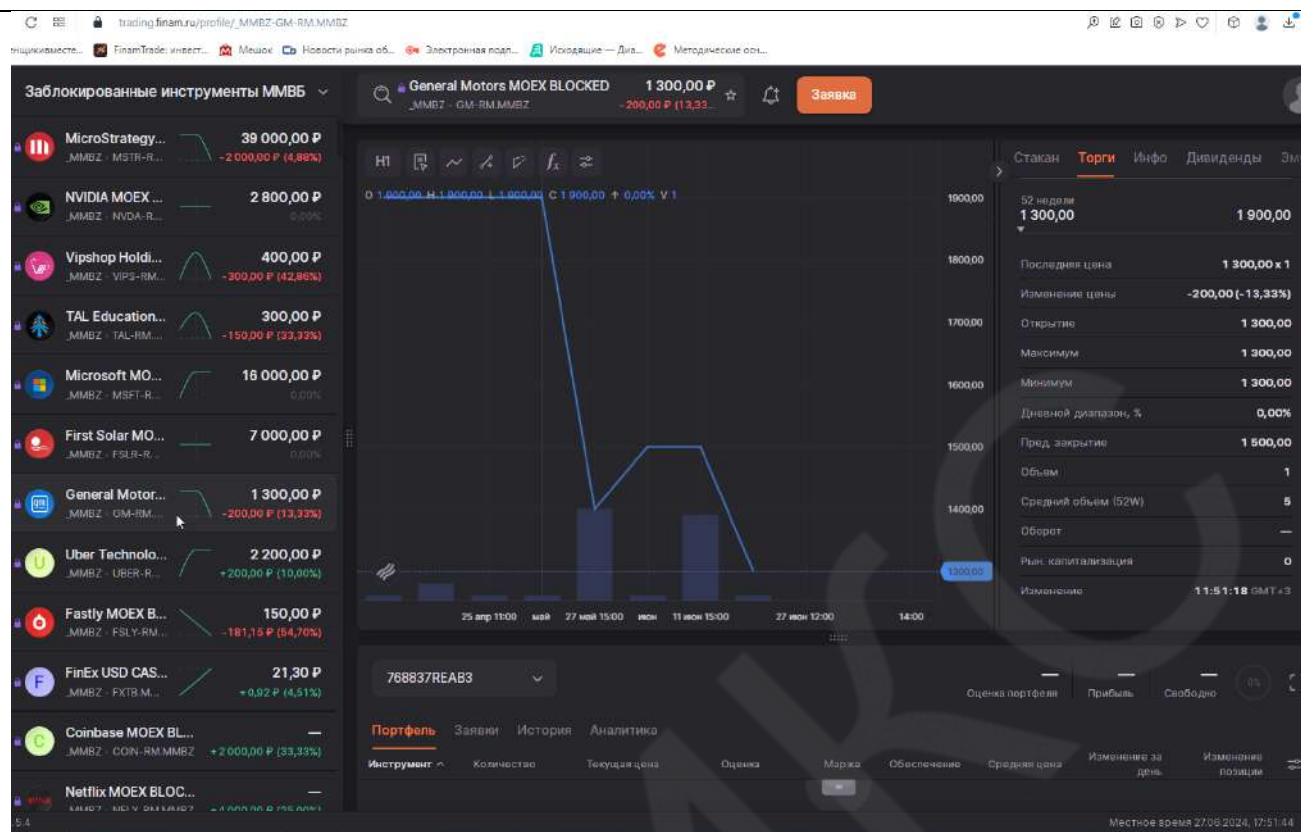 trading.finam.ru/profile/_MMBZ-GM-RM.MMBZ
FinamTrade: инвест... Мешок Новости рынка об... Электронная подп... Исходящие — Диа... Методические осн...
Заблокированные инструменты ММВБ
General Motors MOEX BLOCKED 1 300,00 ₽
_MMBZ · GM-RM.MMBZ -200,00 ₽ (13,33...
Заявка
MicroStrategy... 39 000,00 ₽
_MMBZ · MSTR-R... -2 000,00 ₽ (4,88%)
NVIDIA MOEX ... 2 800,00 ₽
_MMBZ · NVDA-R... 0,00%
Vipshop Holdi... 400,00 ₽
_MMBZ · VIPS-RM... -300,00 ₽ (42,86%)
TAL Education... 300,00 ₽
_MMBZ · TAL-RM.... -150,00 ₽ (33,33%)
Microsoft MO... 16 000,00 ₽
_MMBZ · MSFT-R... 0,00%
First Solar MO... 7 000,00 ₽
_MMBZ · FSLR-R... 0,00%
General Motor... 1 300,00 ₽
_MMBZ · GM-RM.... -200,00 ₽ (13,33%)
Uber Technolo... 2 200,00 ₽
_MMBZ · UBER-R... +200,00 ₽ (10,00%)
Fastly MOEX B... 150,00 ₽
_MMBZ · FSLY-RM... -181,15 ₽ (54,70%)
FinEx USD CAS... 21,30 ₽
_MMBZ · FXTB.M... +0,92 ₽ (4,51%)
Coinbase MOEX BL... —
_MMBZ · COIN-RM.MMBZ +2 000,00 ₽ (33,33%)
Netflix MOEX BLOC... —
H1
O 1 900,00 H 1 900,00 L 1 900,00 C 1 900,00 + 0,00% V 1
1900,00
1800,00
1700,00
1600,00
1500,00
1400,00
1300,00
25 апр 11:00 май 27 май 15:00 июн 11 июн 15:00 27 июн 12:00 14:00
Стакан Торги Инфо Дивиденды
52 недели
1 300,00 1 900,00
Последняя цена 1 300,00 x 1
Изменение цены -200,00 (-13,33%)
Открытие 1 300,00
Максимум 1 300,00
Минимум 1 300,00
Дневной диапазон, % 0,00%
Пред. закрытие 1 500,00
Объем 1
Средний объем (52W) 5
Оборот —
Рын. капитализация 0
Изменение 11:51:18 GMT+3
768837REAB3
Оценка портфеля Прибыль Свободно 0%
Портфель Заявки История Аналитика
Инструмент Количество Текущая цена Оценка Маржа Обеспечение Средняя цена Изменение за день Изменение позиции
5.4
Местное время 27.06.2024, 17:51:44